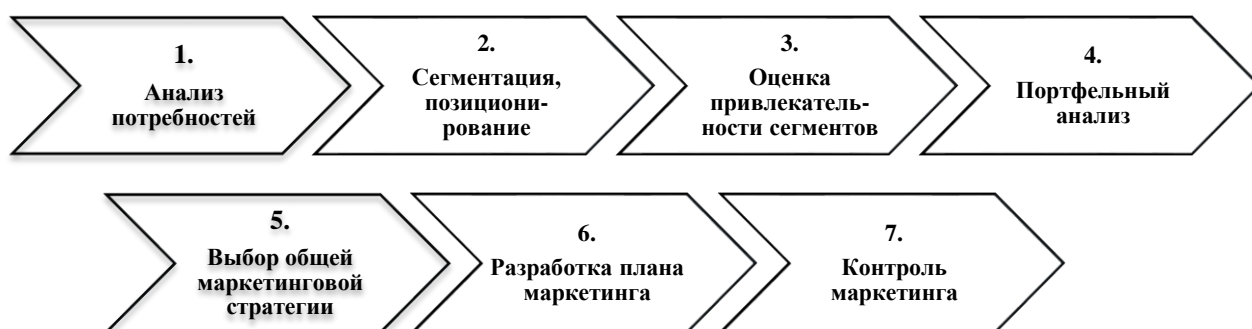 1.
Анализ
потребностей
2.
Сегментация,
позициони-
рование
3.
Оценка
привлекатель-
ности сегментов
4.
Портфельный
анализ
5.
Выбор общей
маркетинговой
стратегии
6.
Разработка плана
маркетинга
7.
Контроль
маркетинга